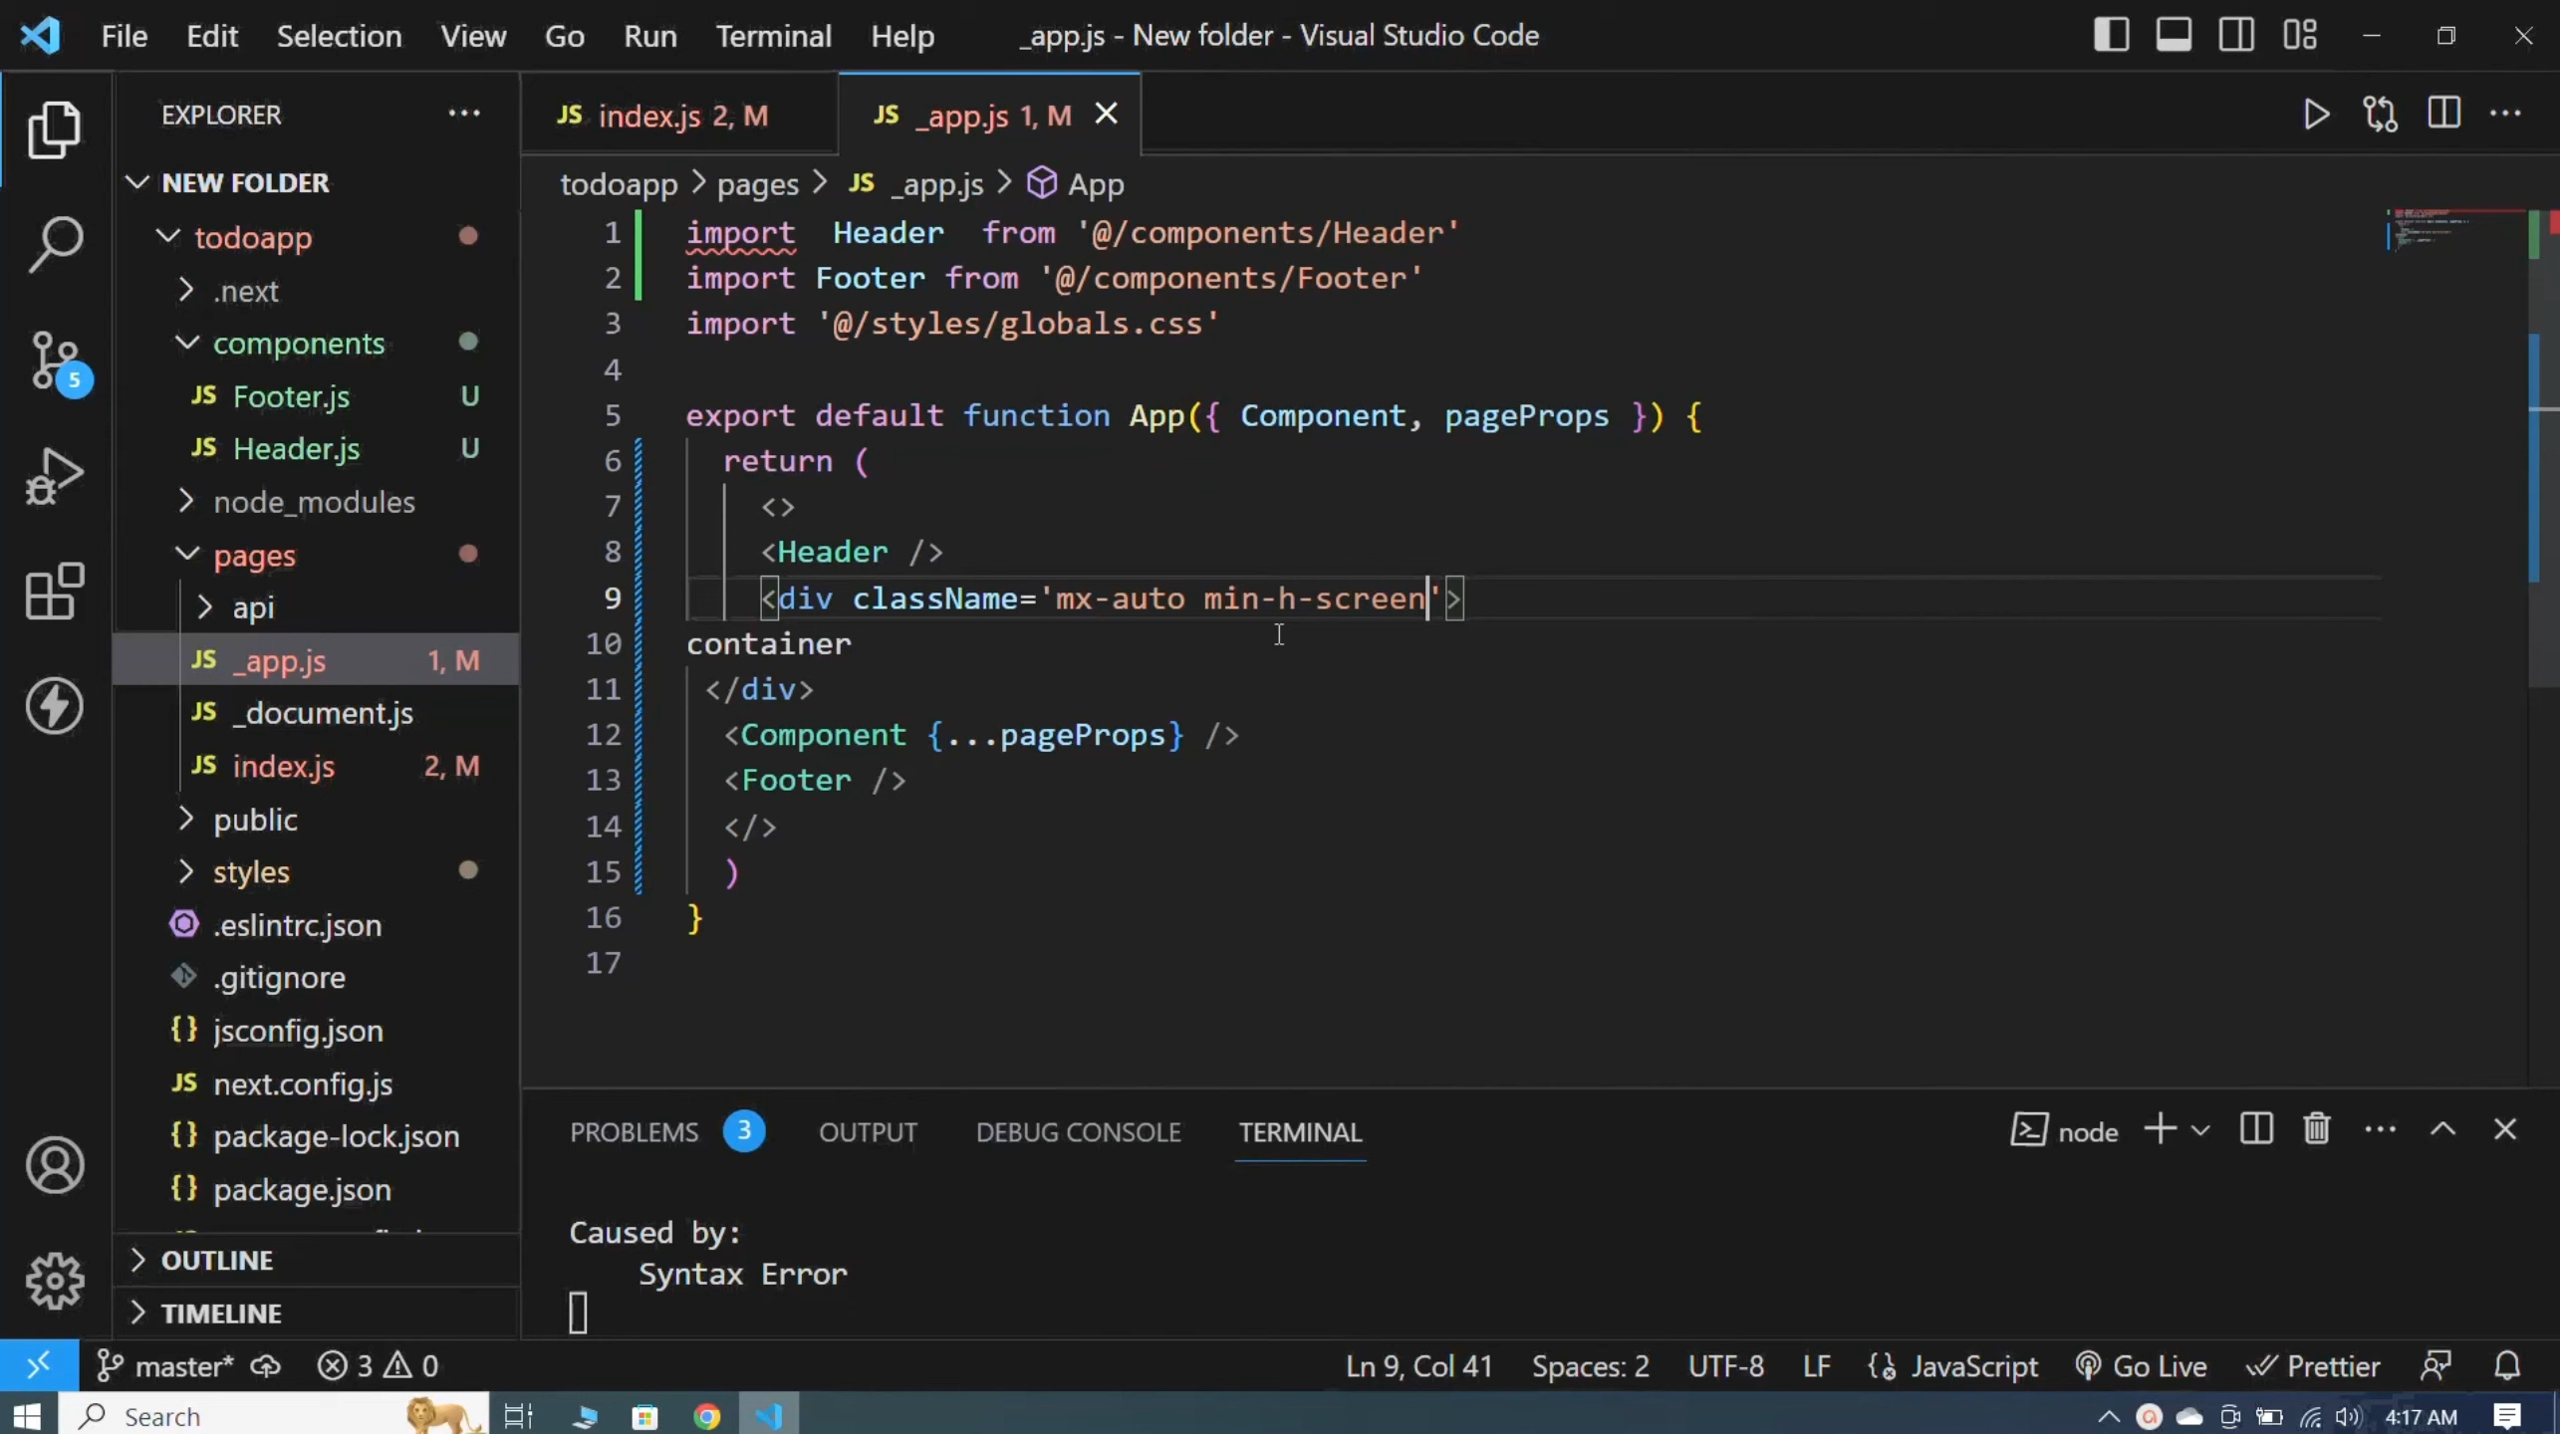 File Edit Selection View Go Run Terminal Help _app.js - New folder - Visual Studio Code
EXPLORER
NEW FOLDER
todoapp
.next
components
JS Footer.js U
JS Header.js U
node_modules
pages
api
JS _app.js 1, M
JS _document.js
JS index.js 2, M
public
styles
.eslintrc.json
.gitignore
{} jsconfig.json
JS next.config.js
{} package-lock.json
{} package.json
OUTLINE
TIMELINE
5
JS index.js 2, M JS _app.js 1, M
todoapp > pages > JS _app.js > App
1 import  Header  from '@/components/Header'
2 import Footer from '@/components/Footer'
3 import '@/styles/globals.css'
4
5 export default function App({ Component, pageProps }) {
6 return (
7 <>
8 <Header />
9 <div className='mx-auto min-h-screen'>
10 container
11 </div>
12 <Component {...pageProps} />
13 <Footer />
14 </>
15 )
16 }
17
PROBLEMS 3 OUTPUT DEBUG CONSOLE TERMINAL node
Caused by:
Syntax Error
master* 3 0 Ln 9, Col 41 Spaces: 2 UTF-8 LF {} JavaScript Go Live Prettier
Search 4:17 AM